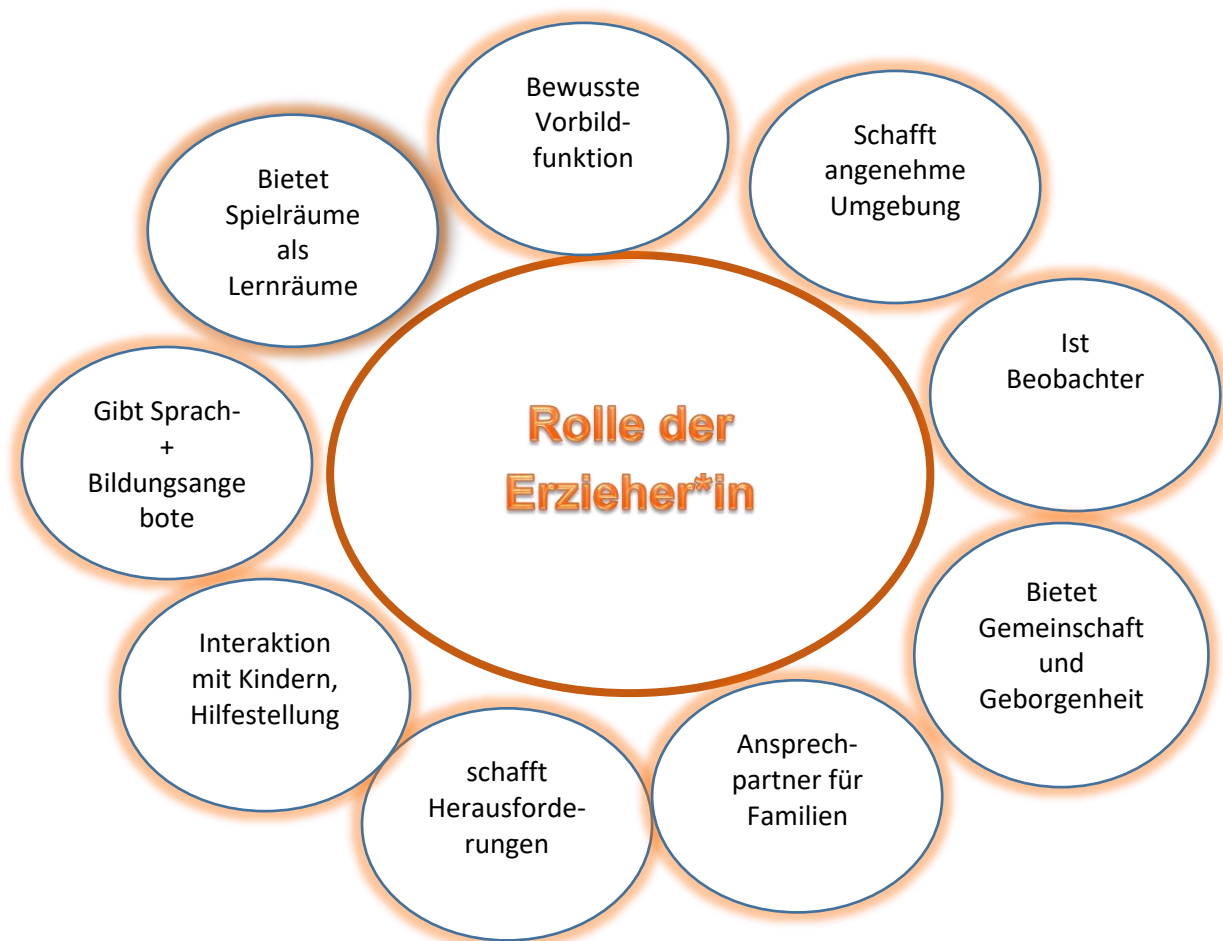 Bewusste
Vorbild-
funktion
Schafft
angenehme
Umgebung
Bietet
Spielräume
als
Lernräume
Ist
Beobachter
Gibt Sprach-
+
Bildungsange
bote
Rolle der
Erzieher*in
Bietet
Gemeinschaft
und
Geborgenheit
Interaktion
mit Kindern,
Hilfestellung
Ansprech-
partner für
Familien
schafft
Herausforde-
rungen